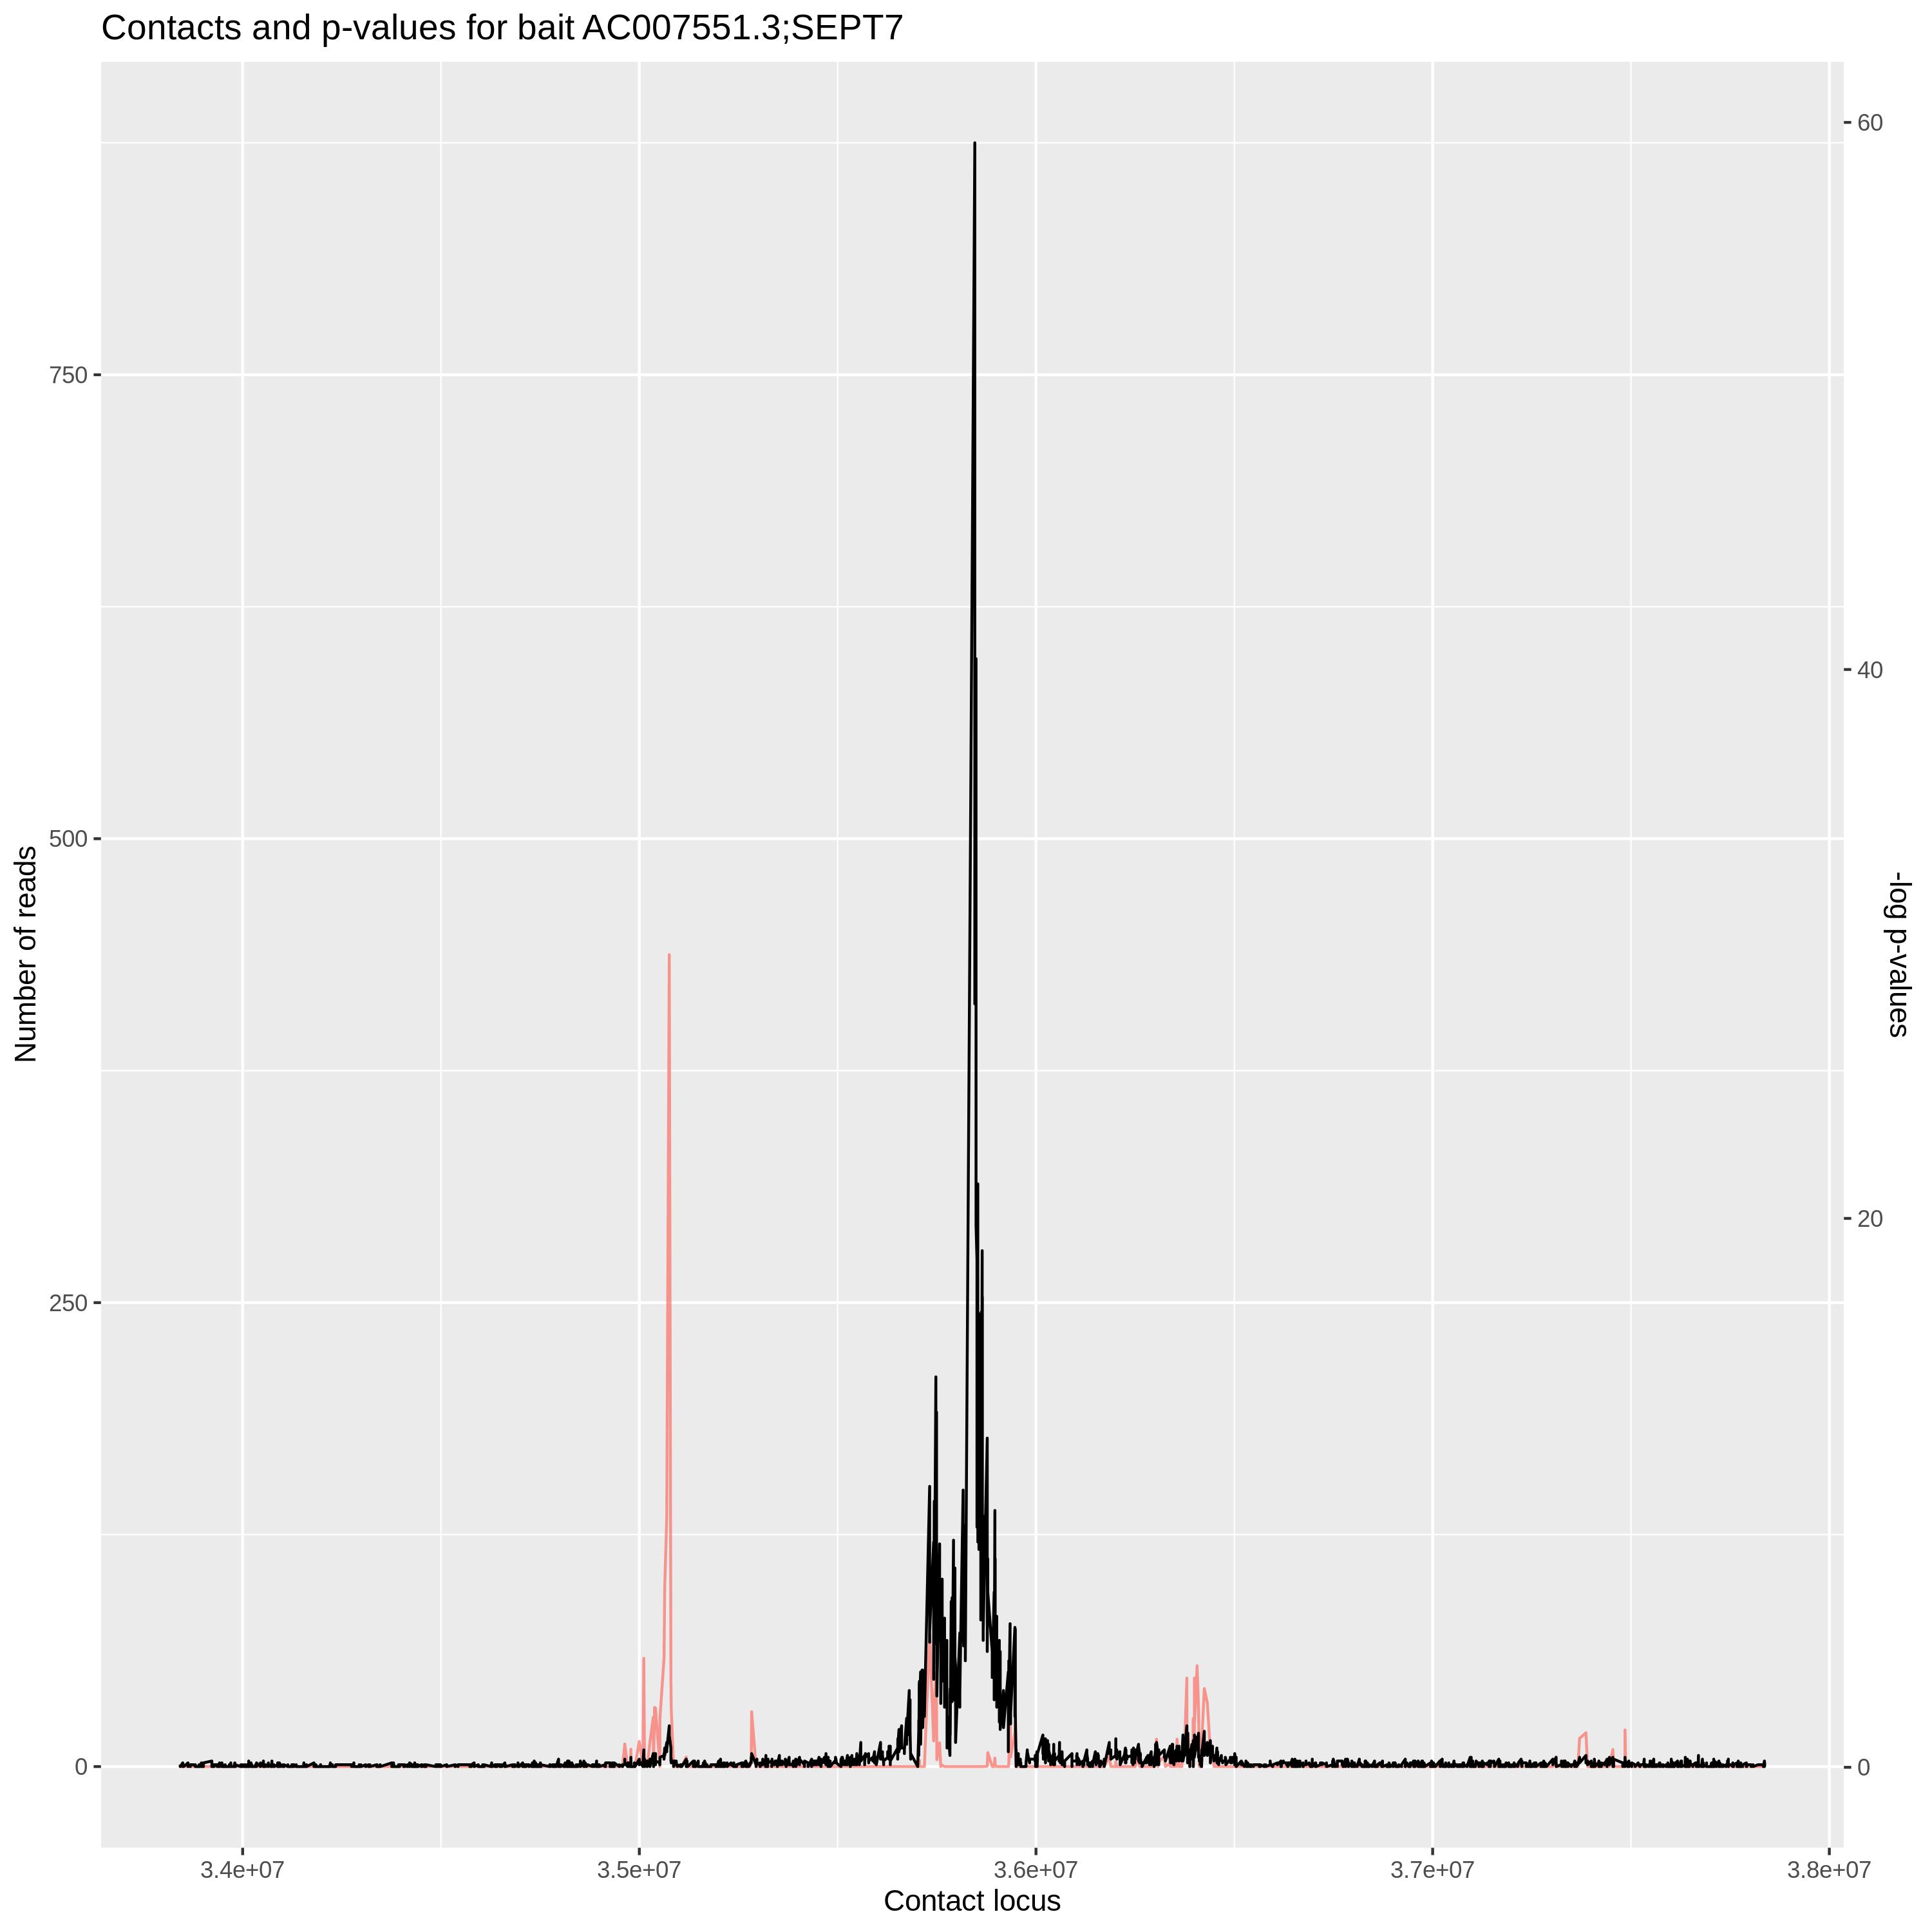 Contacts and p-values for bait AC007551.3;SEPT7
60
750
40
500
Number of reads
-log p-values
20
250
0
0
3.4e+07
3.5e+07
3.6e+07
3.7e+07
3.8e+07
Contact locus